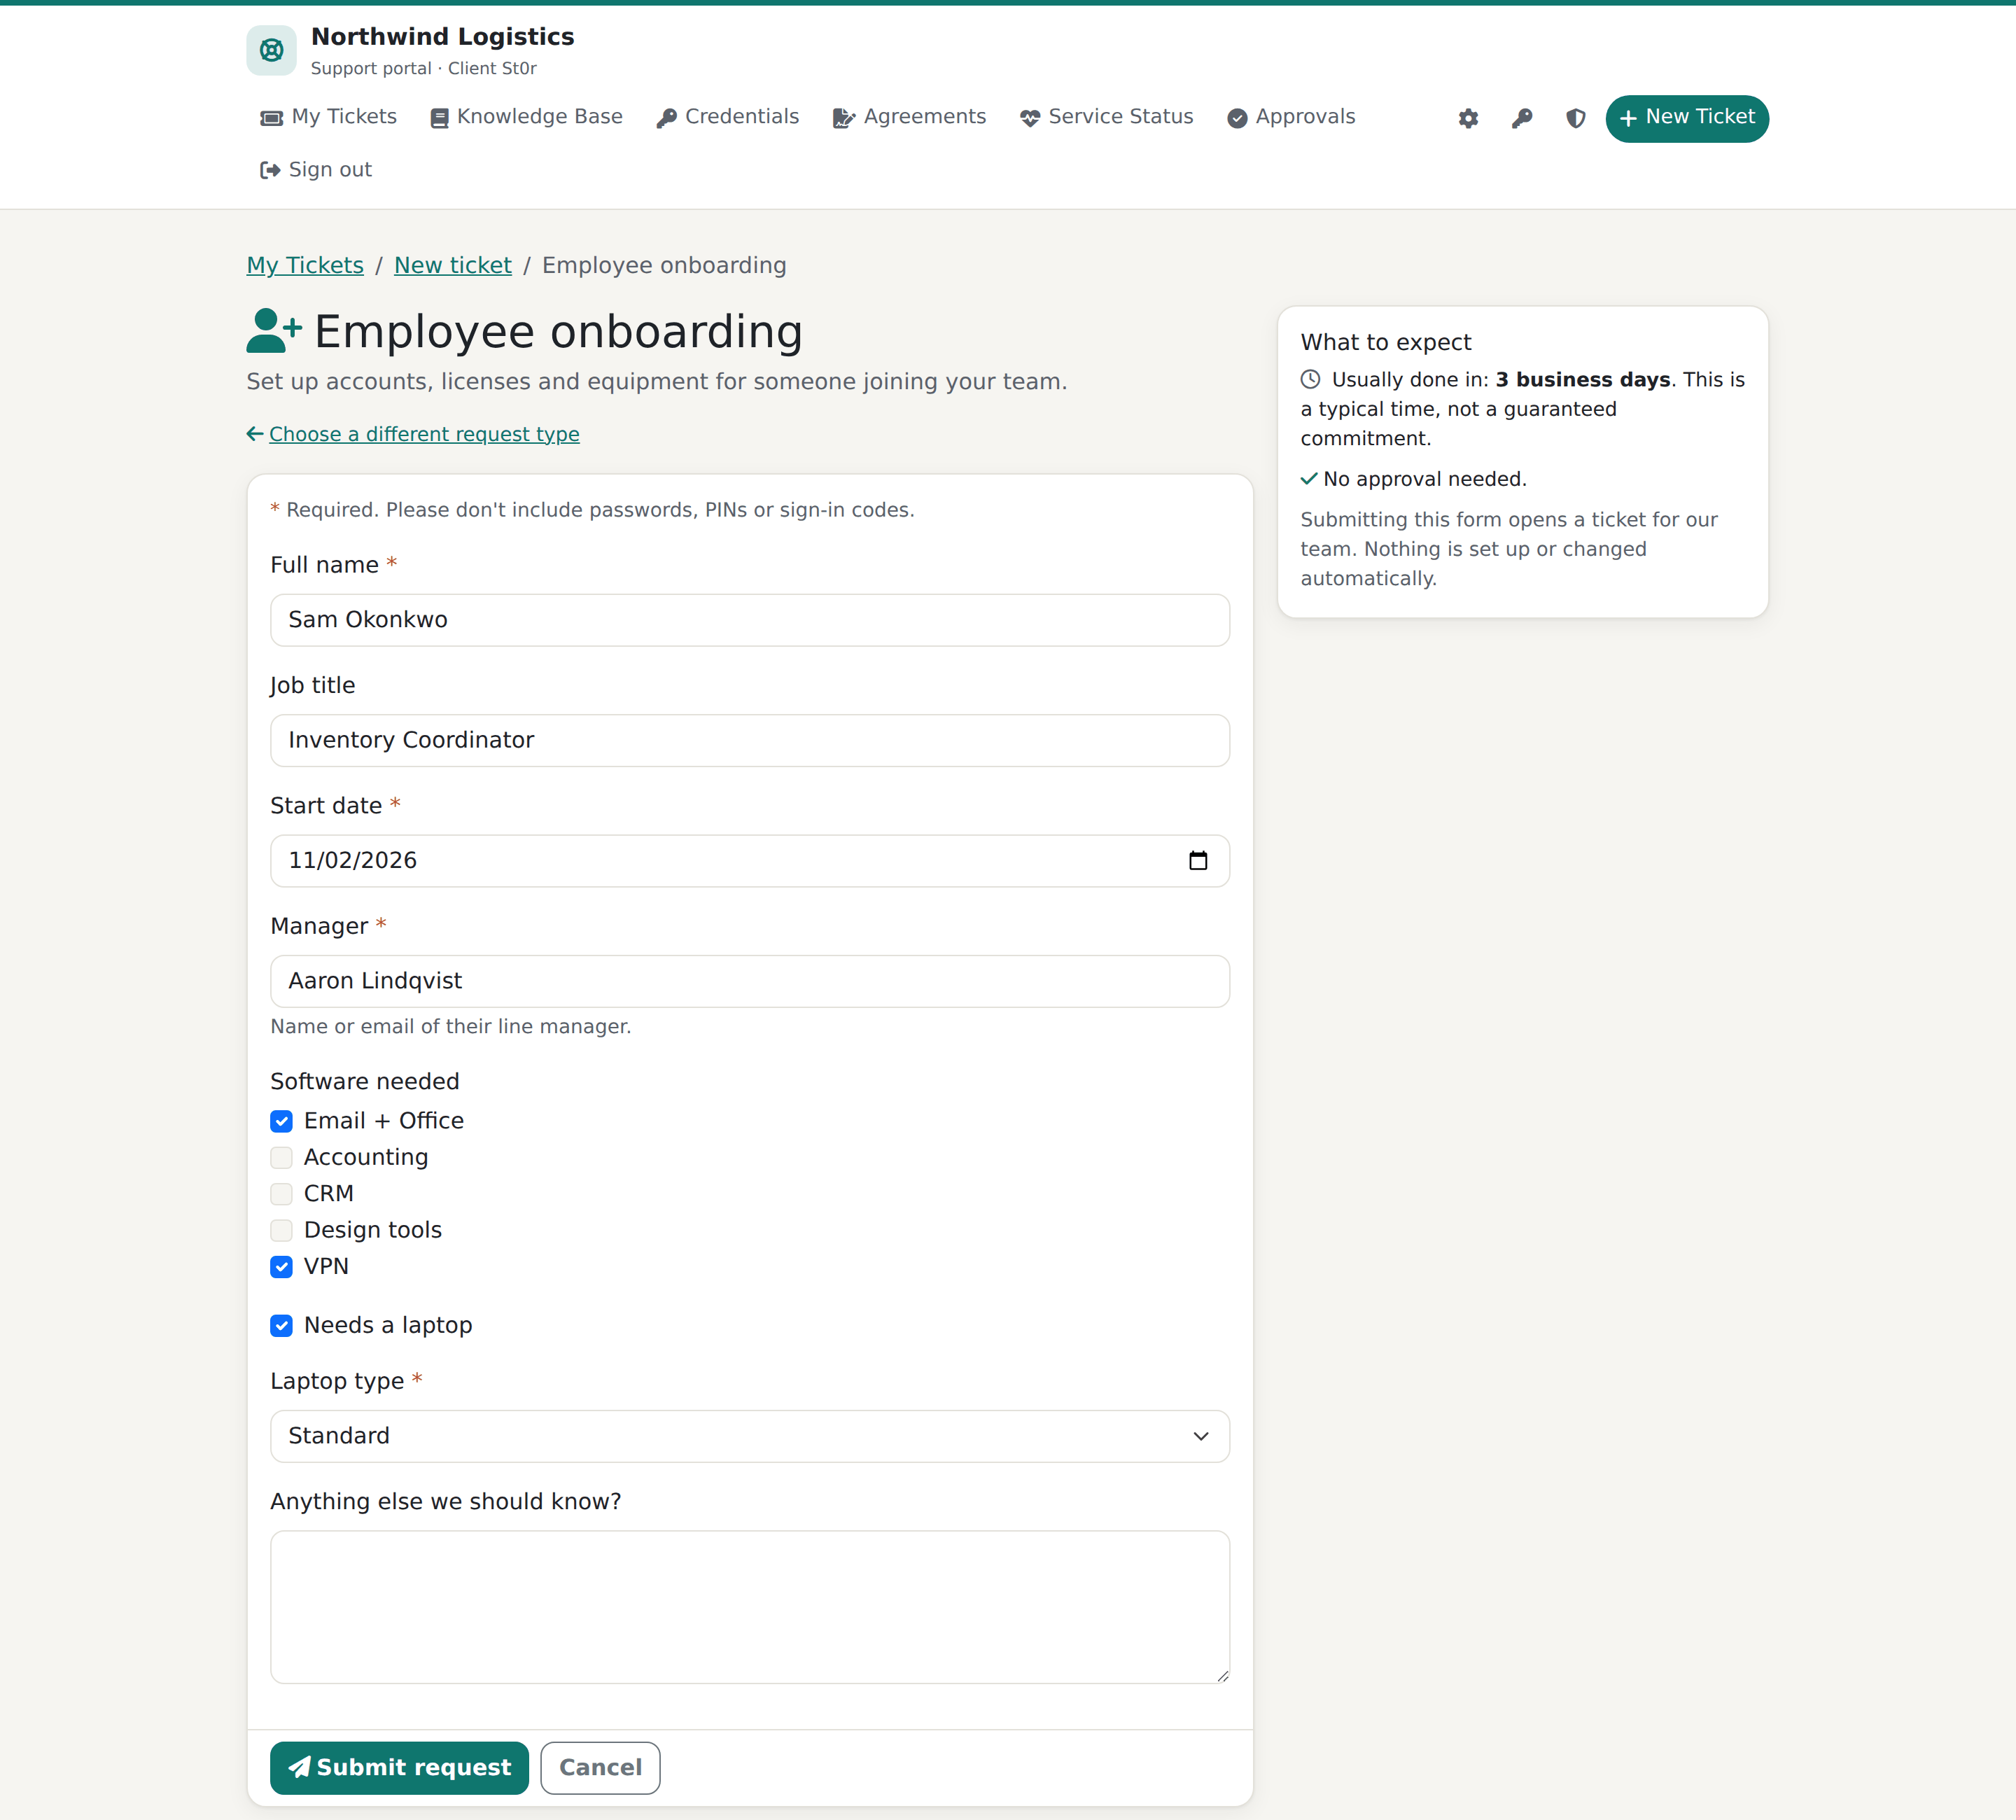 Northwind Logistics
Support portal · Client St0r
My Tickets
Knowledge Base
Credentials
Agreements
Service Status
Approvals
New Ticket
Sign out
My Tickets / New ticket / Employee onboarding
Employee onboarding
Set up accounts, licenses and equipment for someone joining your team.
Choose a different request type
* Required. Please don't include passwords, PINs or sign-in codes.
Full name *
Sam Okonkwo
Job title
Inventory Coordinator
Start date *
11/02/2026
Manager *
Aaron Lindqvist
Name or email of their line manager.
Software needed
Email + Office
Accounting
CRM
Design tools
VPN
Needs a laptop
Laptop type *
Standard
Anything else we should know?
Submit request
Cancel
What to expect
Usually done in: 3 business days. This is
a typical time, not a guaranteed
commitment.
No approval needed.
Submitting this form opens a ticket for our
team. Nothing is set up or changed
automatically.